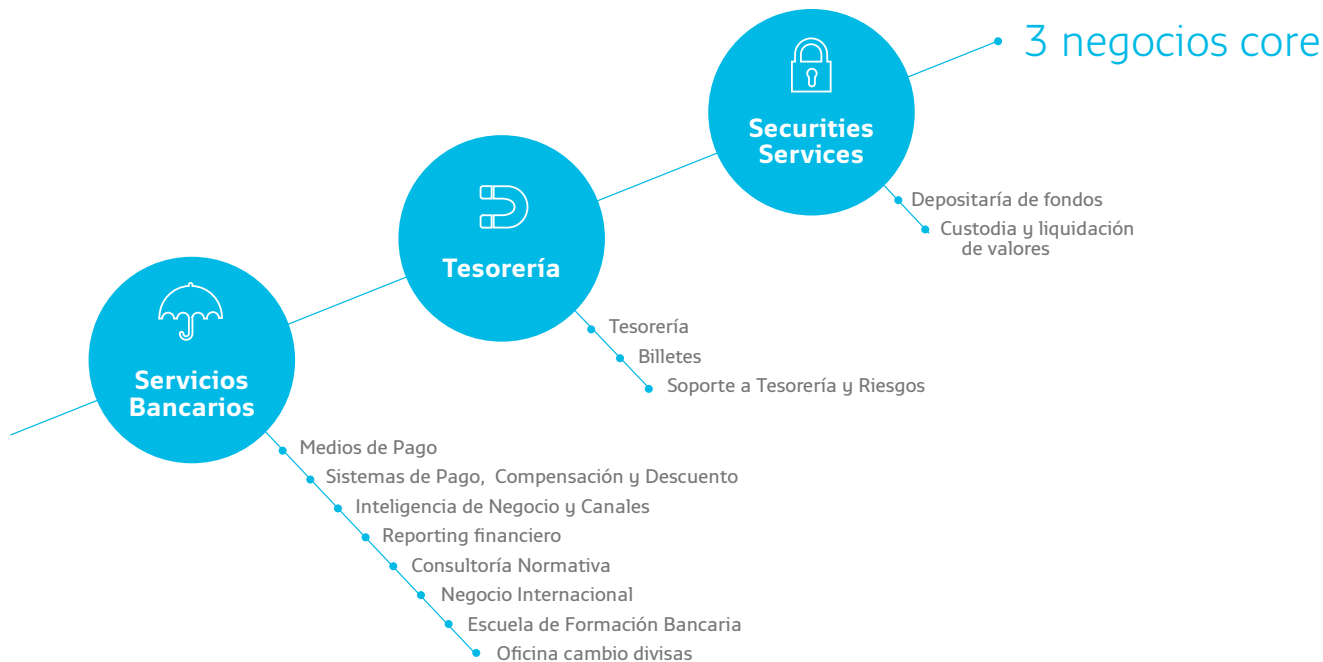 3 negocios core
Securities
Services
Depositaría de fondos
Custodia y liquidación
de valores
Tesorería
Tesorería
Billetes
Soporte a Tesorería y Riesgos
Servicios
Bancarios
Medios de Pago
Sistemas de Pago, Compensación y Descuento
Inteligencia de Negocio y Canales
Reporting financiero
Consultoría Normativa
Negocio Internacional
Escuela de Formación Bancaria
Oficina cambio divisas